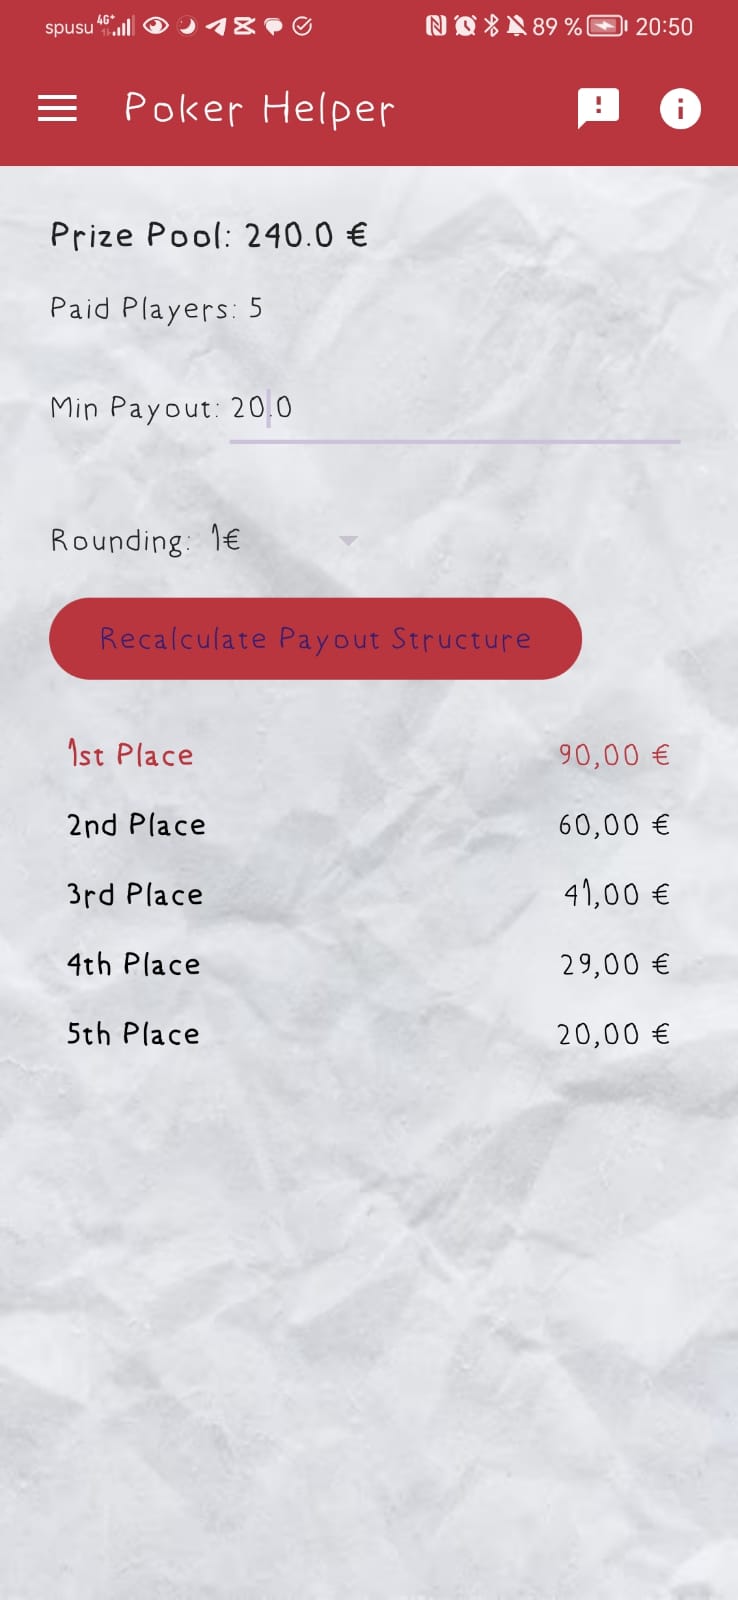 spusu 4G+ 89 % 20:50
Poker Helper
Prize Pool: 240.0 €
Paid Players: 5
Min Payout: 20.0
Rounding: 1€
Recalculate Payout Structure
1st Place 90,00 €
2nd Place 60,00 €
3rd Place 41,00 €
4th Place 29,00 €
5th Place 20,00 €